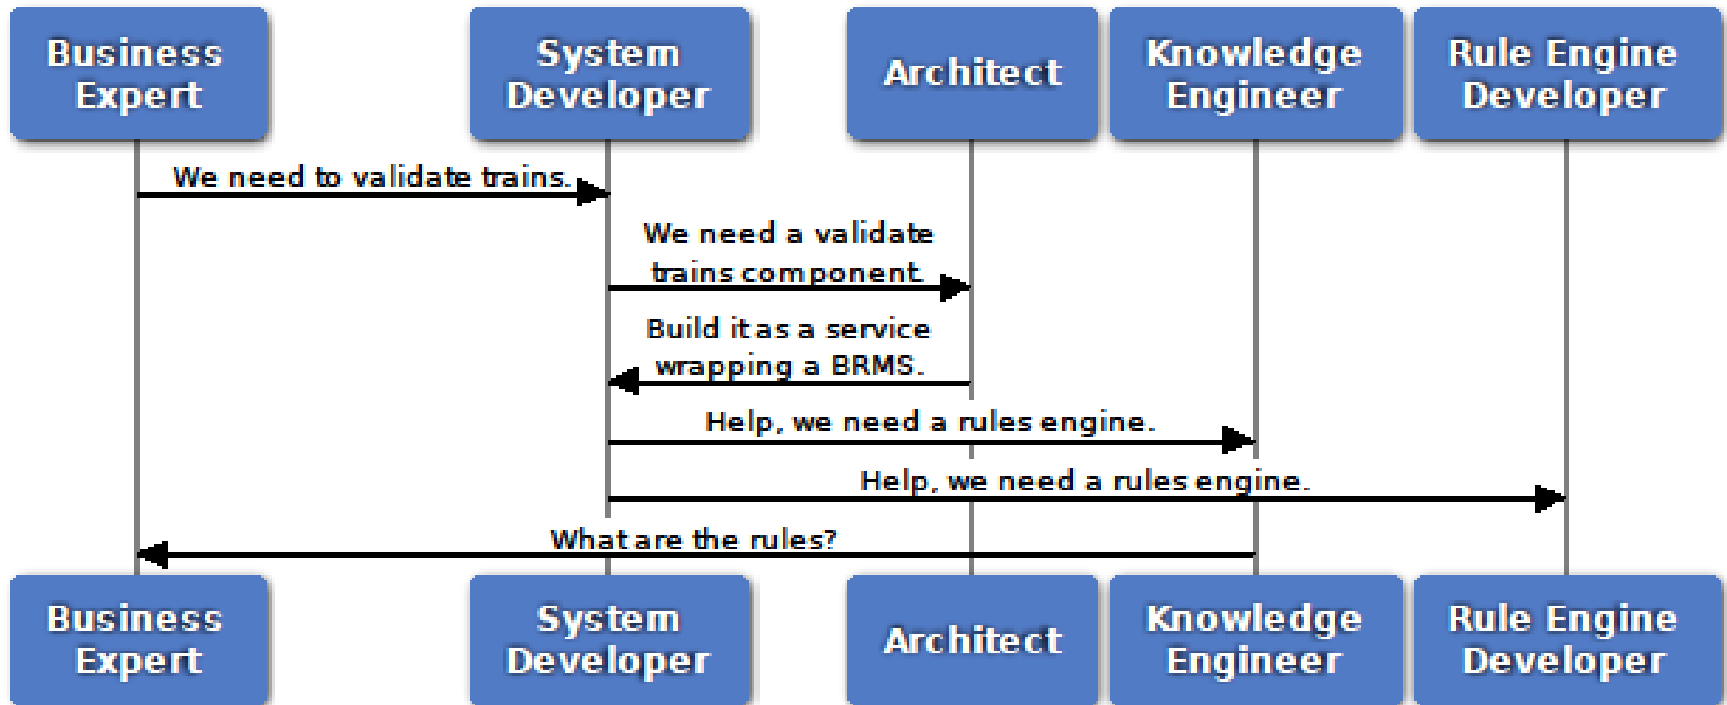 Business
Expert
System
Developer
Architect
Knowledge
Engineer
Rule Engine
Developer
We need to validate trains.
We need a validate
trains component.
Build it as a service
wrapping a BRMS.
Help, we need a rules engine.
Help, we need a rules engine.
What are the rules?
Business
Expert
System
Developer
Architect
Knowledge
Engineer
Rule Engine
Developer